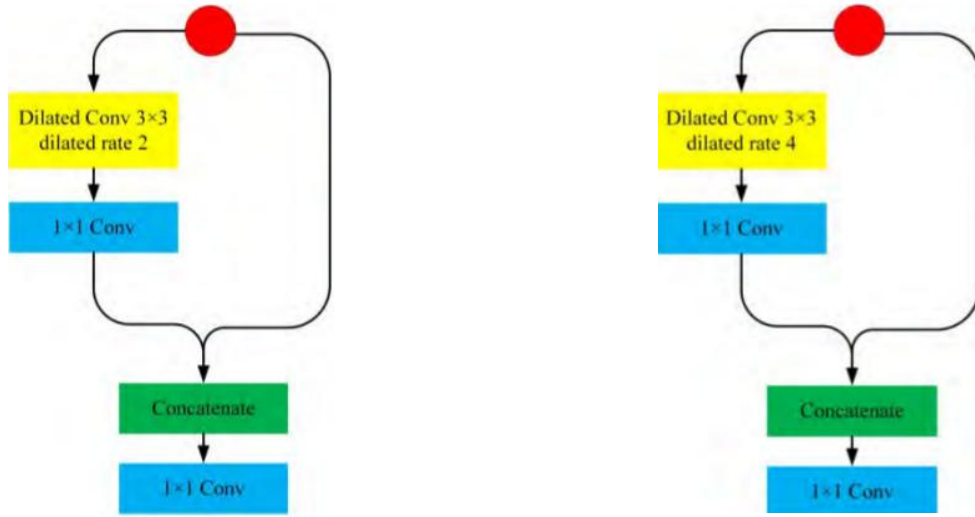 Dilated Conv 3×3
dilated rate 2
1×1 Conv
Concatenate
1×1 Conv
Dilated Conv 3×3
dilated rate 4
1×1 Conv
Concatenate
1×1 Conv